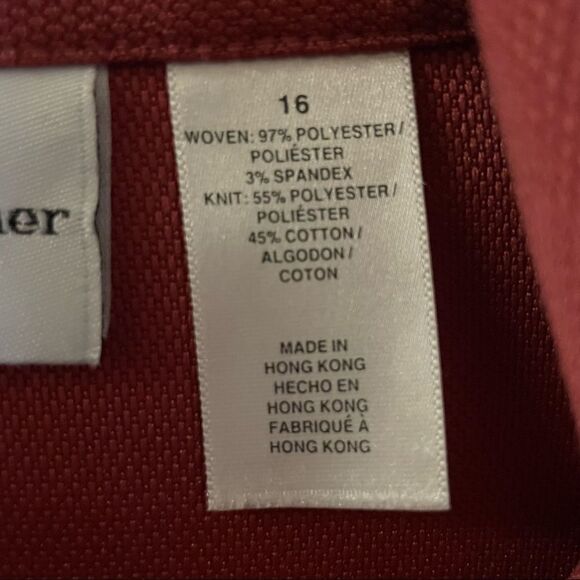 16
WOVEN: 97% POLYESTER/
POLIÉSTER
3% SPANDEX
KNIT: 55% POLYESTER/
POLIÉSTER
45% COTTON/
ALGODON/
COTON
MADE IN
HONG KONG
HECHO EN
HONG KONG
FABRIQUÉ À
HONG KONG